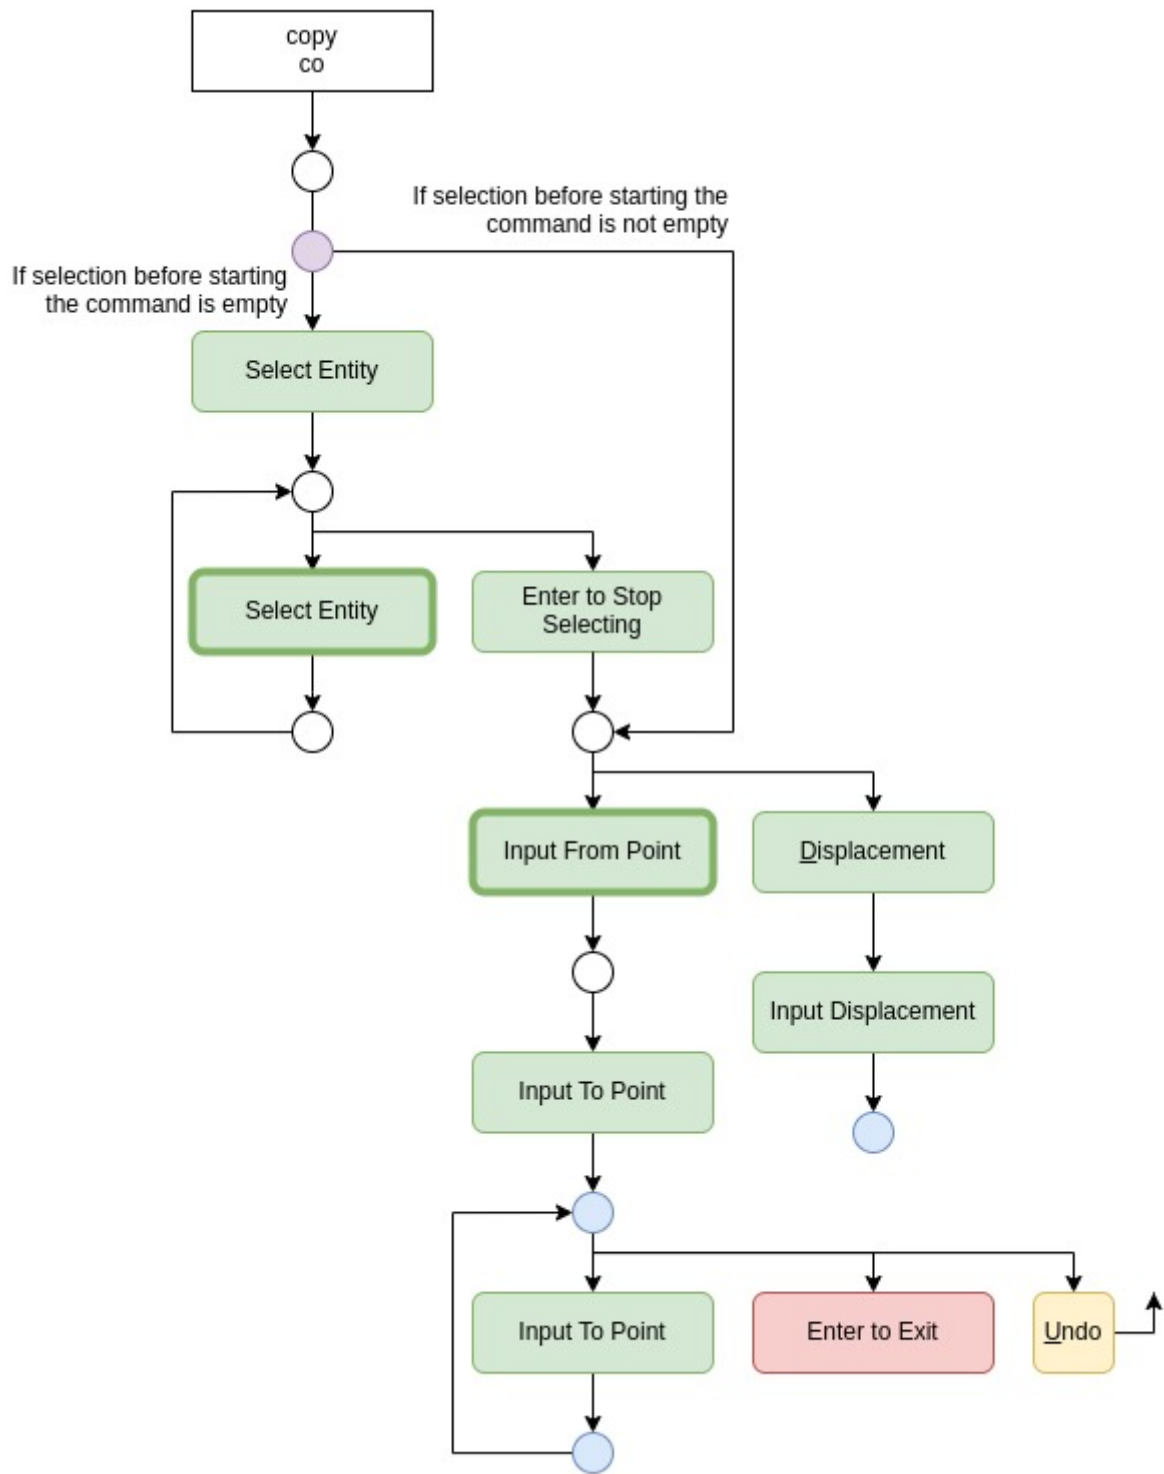 copy
co
If selection before starting the
command is not empty
If selection before starting
the command is empty
Select Entity
Select Entity
Enter to Stop
Selecting
Input From Point
Displacement
Input Displacement
Input To Point
Input To Point
Enter to Exit
Undo